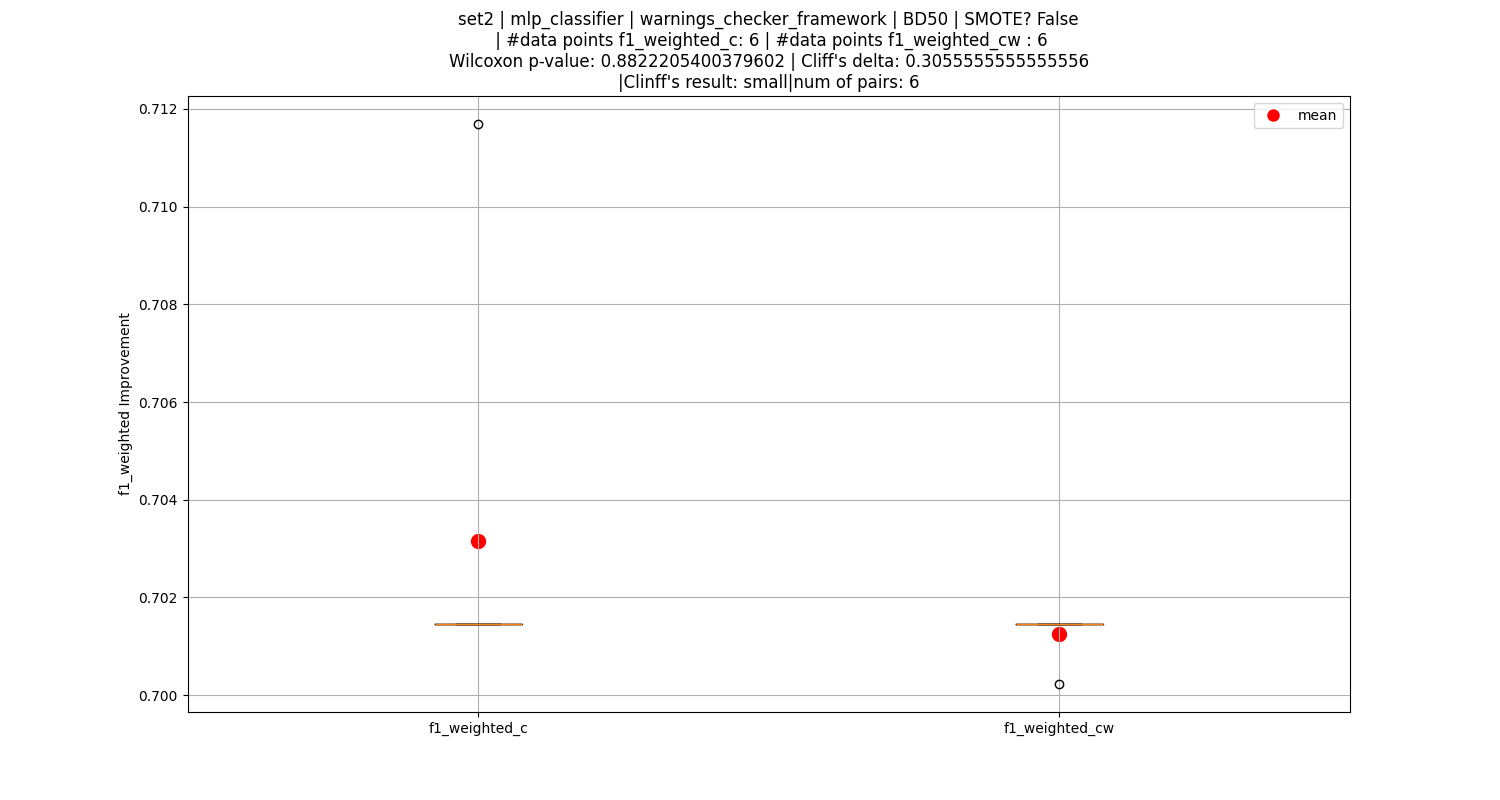 set2 | mlp_classifier | warnings_checker_framework | BD50 | SMOTE? False
| #data points f1_weighted_c: 6 | #data points f1_weighted_cw : 6
Wilcoxon p-value: 0.8822205400379602 | Cliff's delta: 0.3055555555555556
|Clinff's result: small|num of pairs: 6
mean
0.712
0.710
0.708
0.706
0.704
0.702
0.700
f1_weighted Improvement
f1_weighted_c
f1_weighted_cw